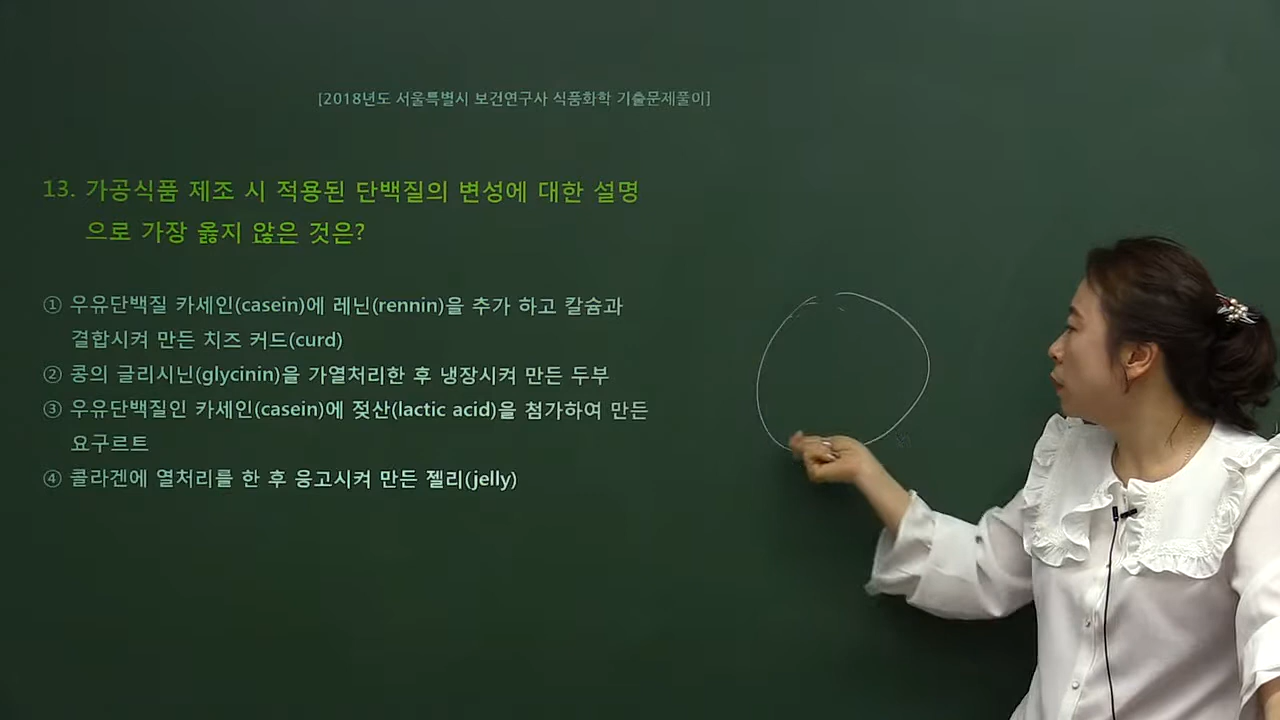 [2018년도 서울특별시 보건연구사 식품화학 기출문제풀이]
13. 가공식품 제조 시 적용된 단백질의 변성에 대한 설명
으로 가장 옳지 않은 것은?
① 우유단백질 카세인(casein)에 레닌(rennin)을 추가 하고 칼슘과
결합시켜 만든 치즈 커드(curd)
② 콩의 글리시닌(glycinin)을 가열처리한 후 냉장시켜 만든 두부
③ 우유단백질인 카세인(casein)에 젖산(lactic acid)을 첨가하여 만든
요구르트
④ 콜라겐에 열처리를 한 후 응고시켜 만든 젤리(jelly)